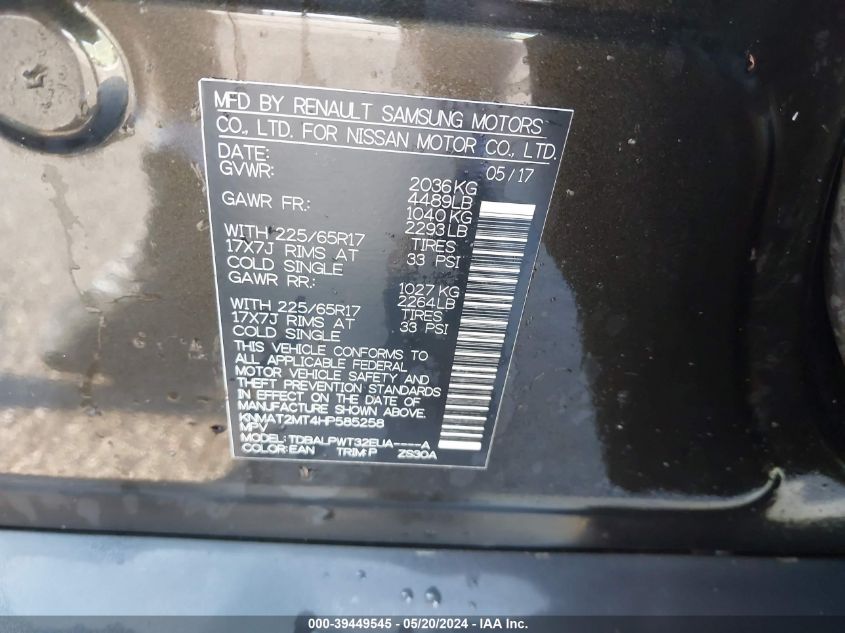 MFD BY RENAULT SAMSUNG MOTORS
CO., LTD. FOR NISSAN MOTOR CO., LTD.
DATE: 05/17
GVWR: 2036KG
4489LB
GAWR FR: 1040KG
2293LB
WITH 225/65R17 TIRES
17X7J RIMS AT 33 PSI
COLD SINGLE
GAWR RR: 1027 KG
2264LB
WITH 225/65R17 TIRES
17X7J RIMS AT 33 PSI
COLD SINGLE
THIS VEHICLE CONFORMS TO
ALL APPLICABLE FEDERAL
MOTOR VEHICLE SAFETY AND
THEFT PREVENTION STANDARDS
IN EFFECT ON THE DATE OF
MANUFACTURE SHOWN ABOVE.
KNMAT2MT4HP585258
MPV
MODEL: TDBALPWT32EUA----A
COLOR:EAN TRIM:P ZS30A
000-39449545 - 05/20/2024 - IAA Inc.